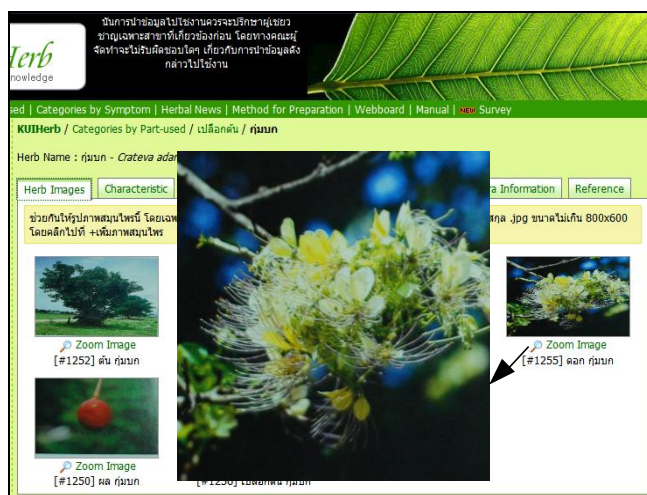 นั้นการนำข้อมูลไปใช้งานควรจะปรึกษาผู้เชี่ยว
ชาญเฉพาะสาขาที่เกี่ยวข้องก่อน โดยทางคณะผู้
จัดทำจะไม่รับผิดชอบใดๆ เกี่ยวกับการนำข้อมูลดัง
กล่าวไปใช้งาน
Herb
nowledge
sed | Categories by Symptom | Herbal News | Method for Preparation | Webboard | Manual | NEW Survey
KUIHerb / Categories by Part-used / เปลือกต้น / กุ่มบก
Herb Name : กุ่มบก - Crateva adan
Herb Images Characteristic ra Information Reference
ช่วยกันให้รูปภาพสมุนไพรนี้ โดยเฉพ สกุล .jpg ขนาดไม่เกิน 800x600
โดยคลิกไปที่ +เพิ่มภาพสมุนไพร
Zoom Image Zoom Image
[#1252] ต้น กุ่มบก [#1255] ดอก กุ่มบก
Zoom Image
[#1250] ผล กุ่มบก เปลือกต้น กุ่มบก